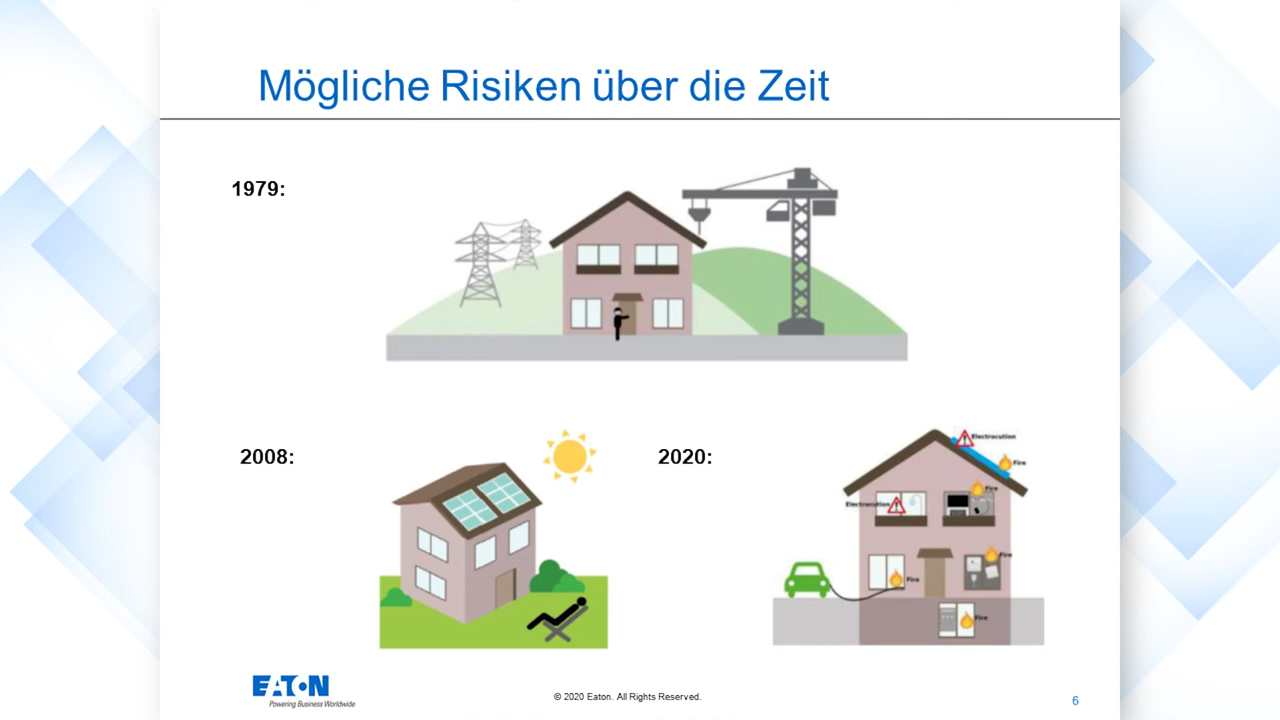 Mögliche Risiken über die Zeit
1979:
2008:
2020:
Electrocution
Fire
Fire
Electrocution
Fire
Fire
Fire
EATON
Powering Business Worldwide
© 2020 Eaton. All Rights Reserved.
6